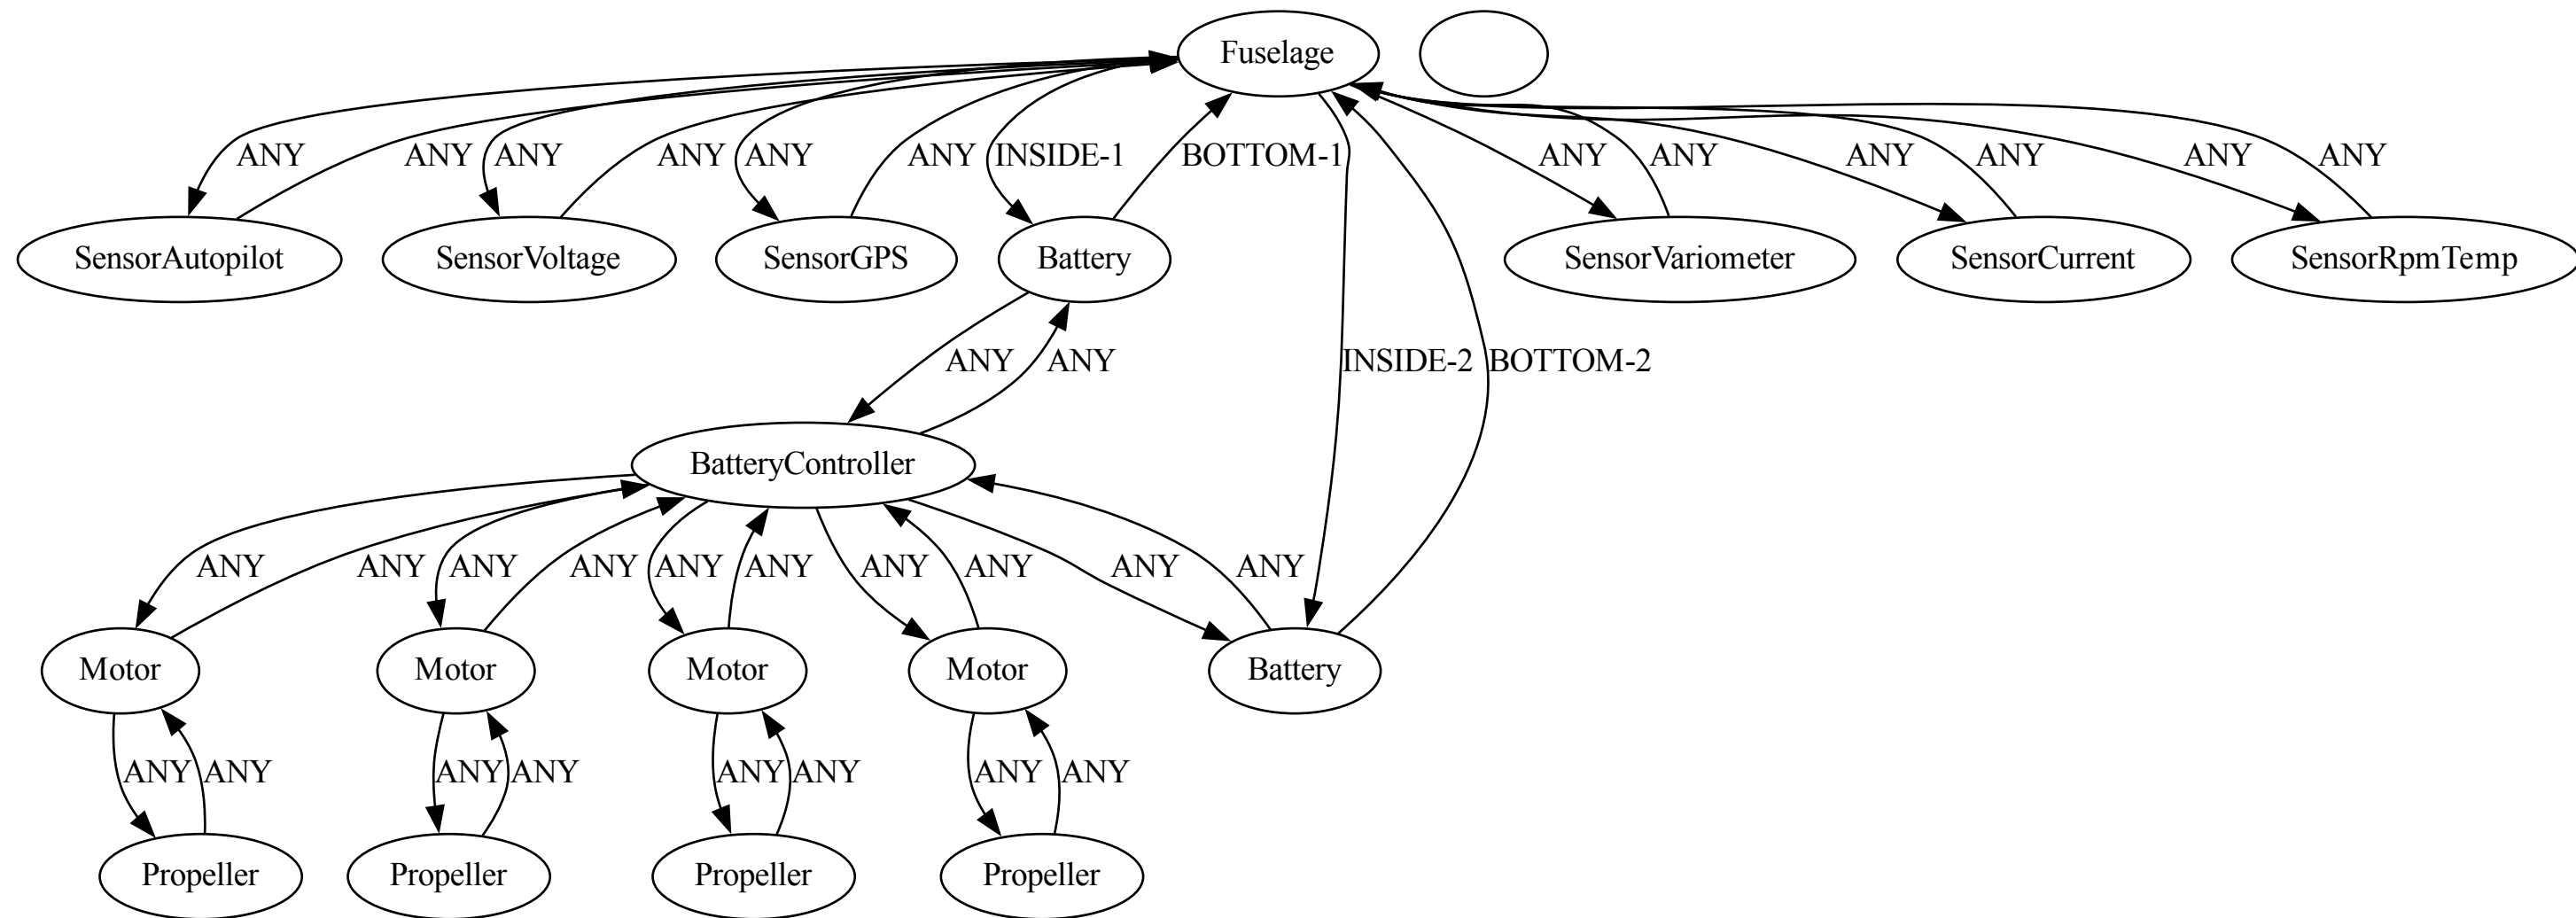 Fuselage
ANY
ANY
ANY
ANY
ANY
ANY
INSIDE-1
BOTTOM-1
ANY
ANY
ANY
ANY
ANY
ANY
SensorAutopilot
SensorVoltage
SensorGPS
Battery
SensorVariometer
SensorCurrent
SensorRpmTemp
ANY
ANY
INSIDE-2
BOTTOM-2
BatteryController
ANY
ANY
ANY
ANY
ANY
ANY
ANY
ANY
ANY
ANY
Motor
Motor
Motor
Motor
Battery
ANY
ANY
ANY
ANY
ANY
ANY
ANY
ANY
Propeller
Propeller
Propeller
Propeller